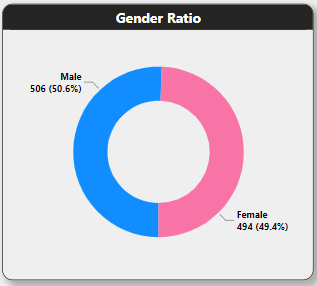 Gender Ratio
Male
506 (50.6%)
Female
494 (49.4%)